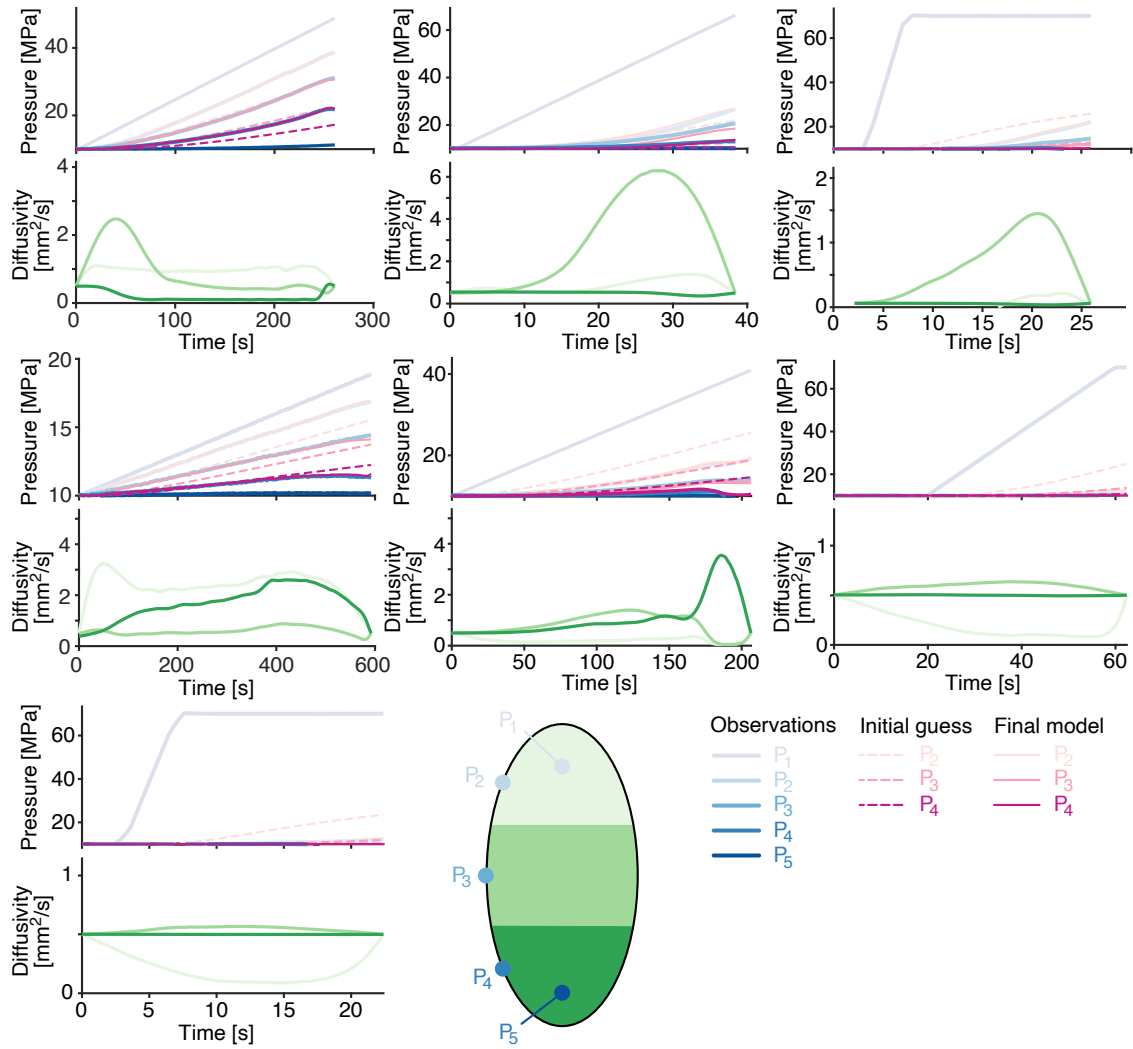 Pressure [MPa]
40
20
Diffusivity
[mm²/s]
4
2
0
0
100
200
300
Time [s]
Pressure [MPa]
60
40
20
Diffusivity
[mm²/s]
6
4
2
0
0
10
20
30
40
Time [s]
Pressure [MPa]
60
40
20
Diffusivity
[mm²/s]
2
1
0
0
5
10
15
20
25
Time [s]
Pressure [MPa]
20
15
10
Diffusivity
[mm²/s]
4
2
0
0
200
400
600
Time [s]
Pressure [MPa]
40
20
Diffusivity
[mm²/s]
4
2
0
0
50
100
150
200
Time [s]
Pressure [MPa]
60
40
20
Diffusivity
[mm²/s]
1
0
0
20
40
60
Time [s]
Pressure [MPa]
60
40
20
Diffusivity
[mm²/s]
1
0
0
5
10
15
20
Time [s]
P₁
P₂
P₃
P₄
P₅
Observations
P₁
P₂
P₃
P₄
P₅
Initial guess
P₂
P₃
P₄
Final model
P₂
P₃
P₄